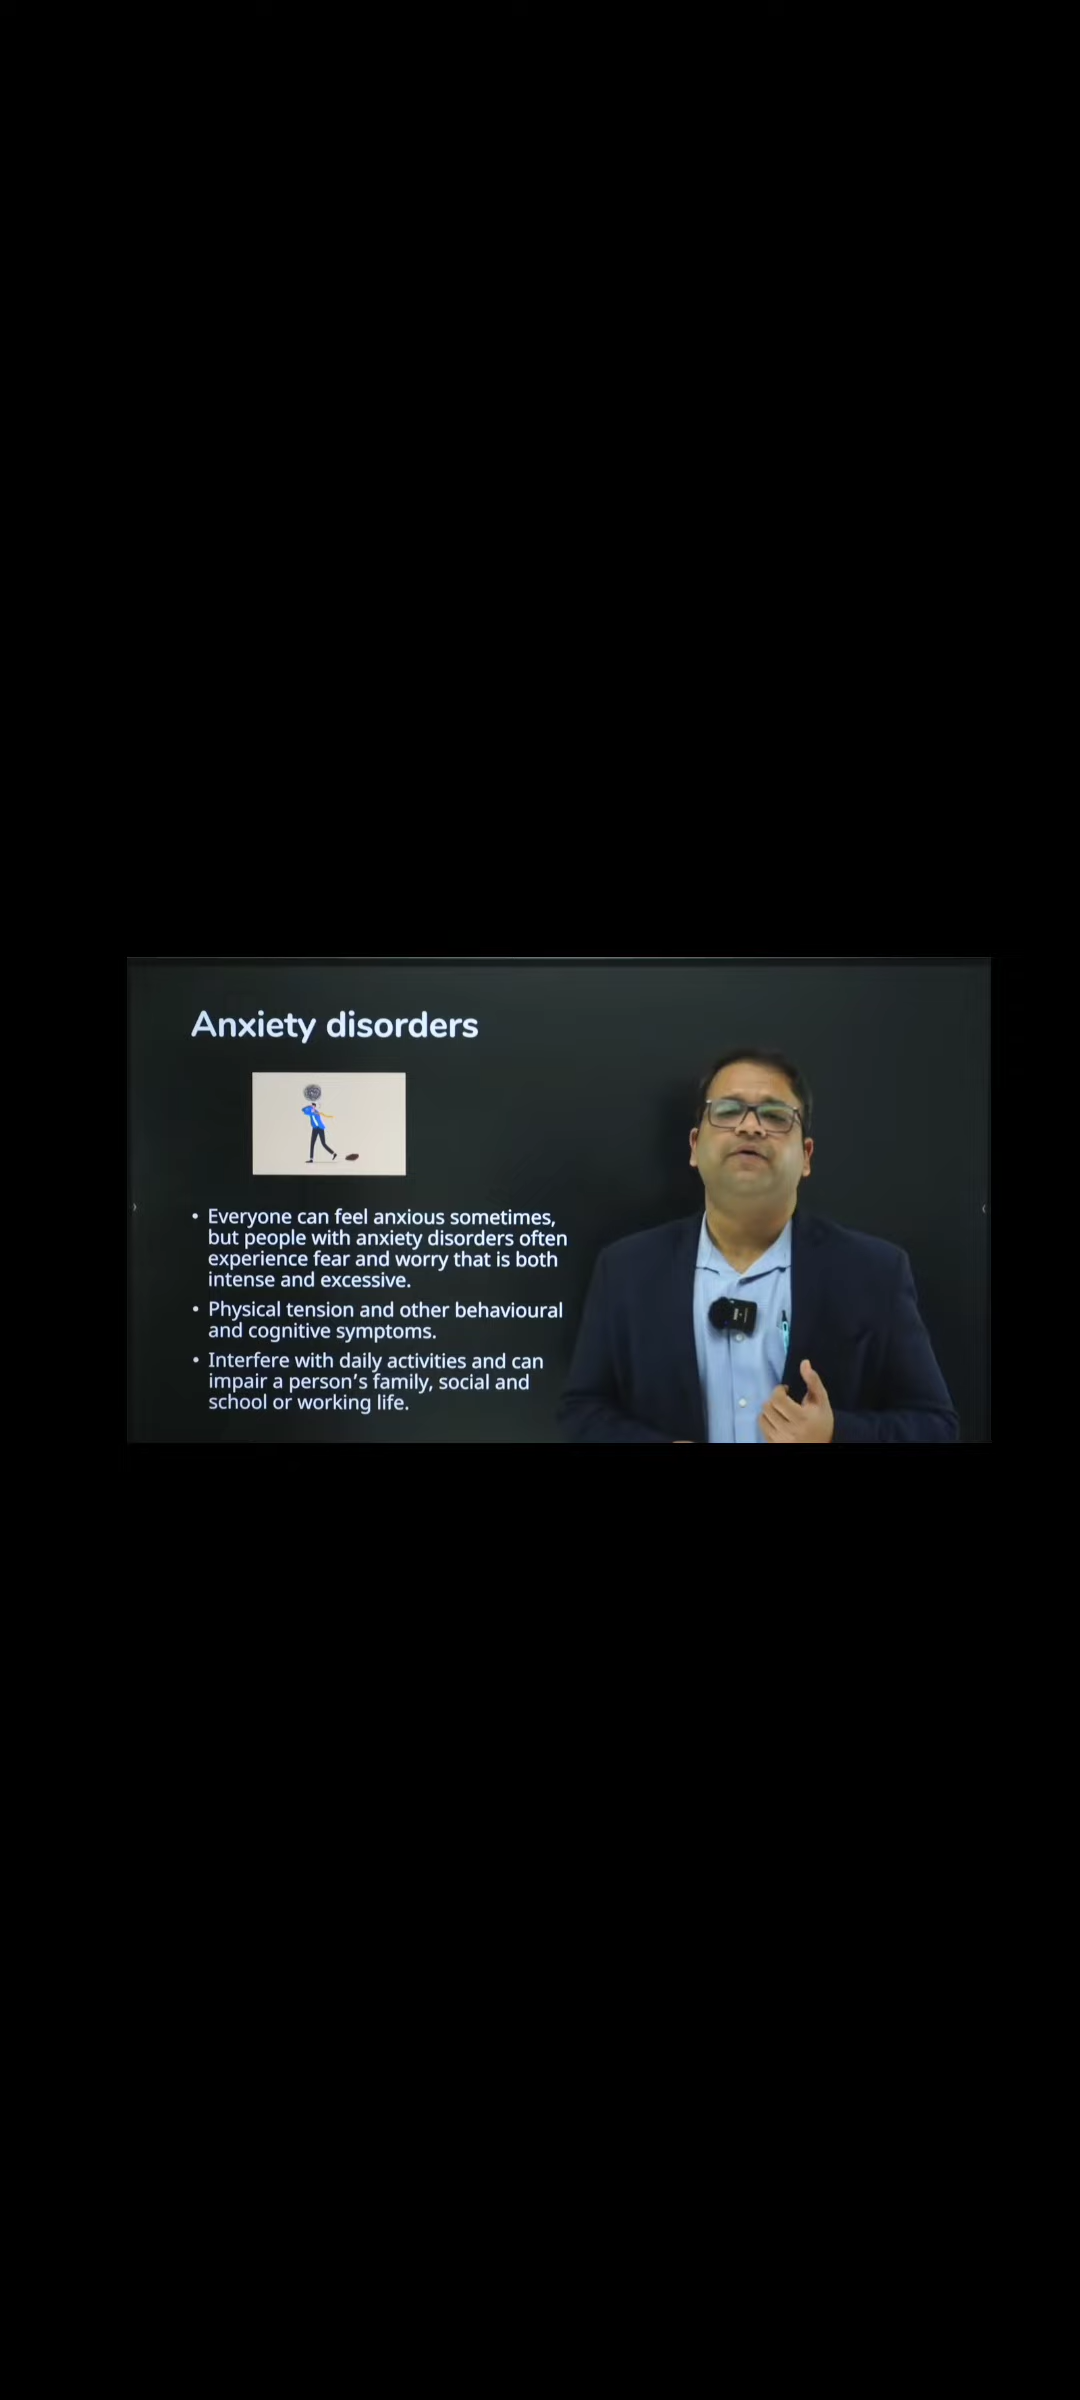 Anxiety disorders
• Everyone can feel anxious sometimes,
but people with anxiety disorders often
experience fear and worry that is both
intense and excessive.
• Physical tension and other behavioural
and cognitive symptoms.
• Interfere with daily activities and can
impair a person’s family, social and
school or working life.